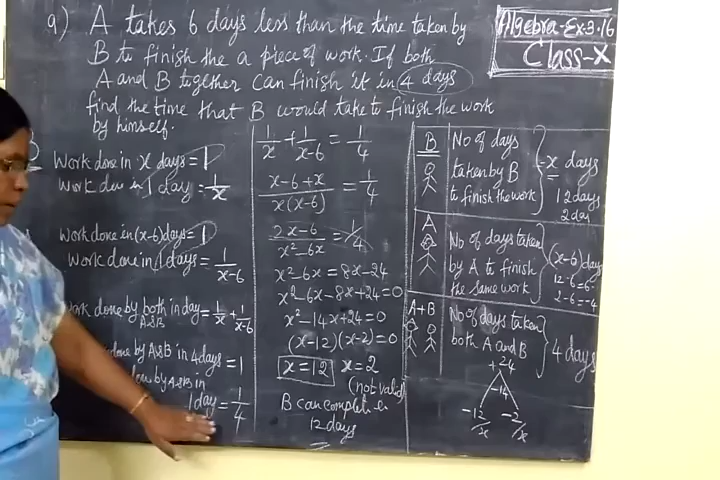 9) A takes 6 days less than the time taken by
B to finish the a piece of work. If both
A and B together can finish it in 4 days
find the time that B would take to finish the work
by himself.
Algebra-Ex-3.16
Class-X
Work done in x days = 1
Work done in 1 day = 1/x
Work done in (x-6) days = 1
Work done in 1 days = 1/x-6
Work done by both in day = 1/x + 1/x-6
A&B
done by A&B in 4 days = 1
done by A&B in
1 day = 1/4
1/x + 1/x-6 = 1/4
x-6+x/x(x-6) = 1/4
2x-6/x²-6x = 1/4
x²-6x = 8x-24
x²-6x-8x+24=0
x²-14x+24=0
(x-12)(x-2)=0
x=12 x=2
(not valid)
B can complete in
12 days
B
No of days
taken by B
to finish the work
x days
12 days
2 day
A
No of days taken
by A to finish
the same work
(x-6) days
12-6=6
2-6=-4
A+B
No of days taken
both A and B
4 days
+24
-14
-12/x -2/x